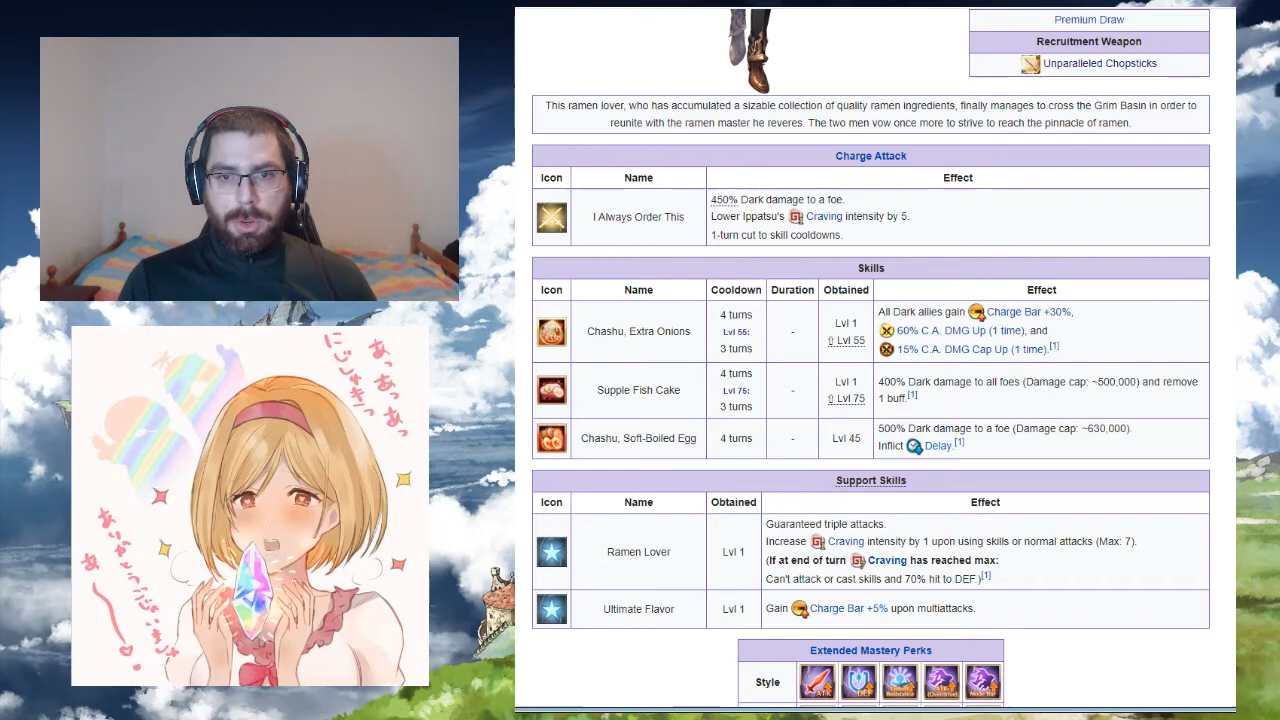 Premium Draw
Recruitment Weapon
Unparalleled Chopsticks
This ramen lover, who has accumulated a sizable collection of quality ramen ingredients, finally manages to cross the Grim Basin in order to
reunite with the ramen master he reveres. The two men vow once more to strive to reach the pinnacle of ramen.
Charge Attack
Icon Name Effect
I Always Order This
450% Dark damage to a foe.
Lower Ippatsu's Craving intensity by 5.
1-turn cut to skill cooldowns.
Skills
Icon Name Cooldown Duration Obtained Effect
Chashu, Extra Onions
4 turns
Lvl 55:
3 turns
-
Lvl 1
⇧ Lvl 55
All Dark allies gain Charge Bar +30%,
60% C.A. DMG Up (1 time), and
15% C.A. DMG Cap Up (1 time).[1]
Supple Fish Cake
4 turns
Lvl 75:
3 turns
-
Lvl 1
⇧ Lvl 75
400% Dark damage to all foes (Damage cap: ~500,000) and remove
1 buff.[1]
Chashu, Soft-Boiled Egg
4 turns
-
Lvl 45
500% Dark damage to a foe (Damage cap: ~630,000).
Inflict Delay.[1]
Support Skills
Icon Name Obtained Effect
Ramen Lover
Lvl 1
Guaranteed triple attacks.
Increase Craving intensity by 1 upon using skills or normal attacks (Max: 7).
(If at end of turn Craving has reached max:
Can't attack or cast skills and 70% hit to DEF.)[1]
Ultimate Flavor
Lvl 1
Gain Charge Bar +5% upon multiattacks.
Extended Mastery Perks
Style
ATK
DEF
あっあっあっ